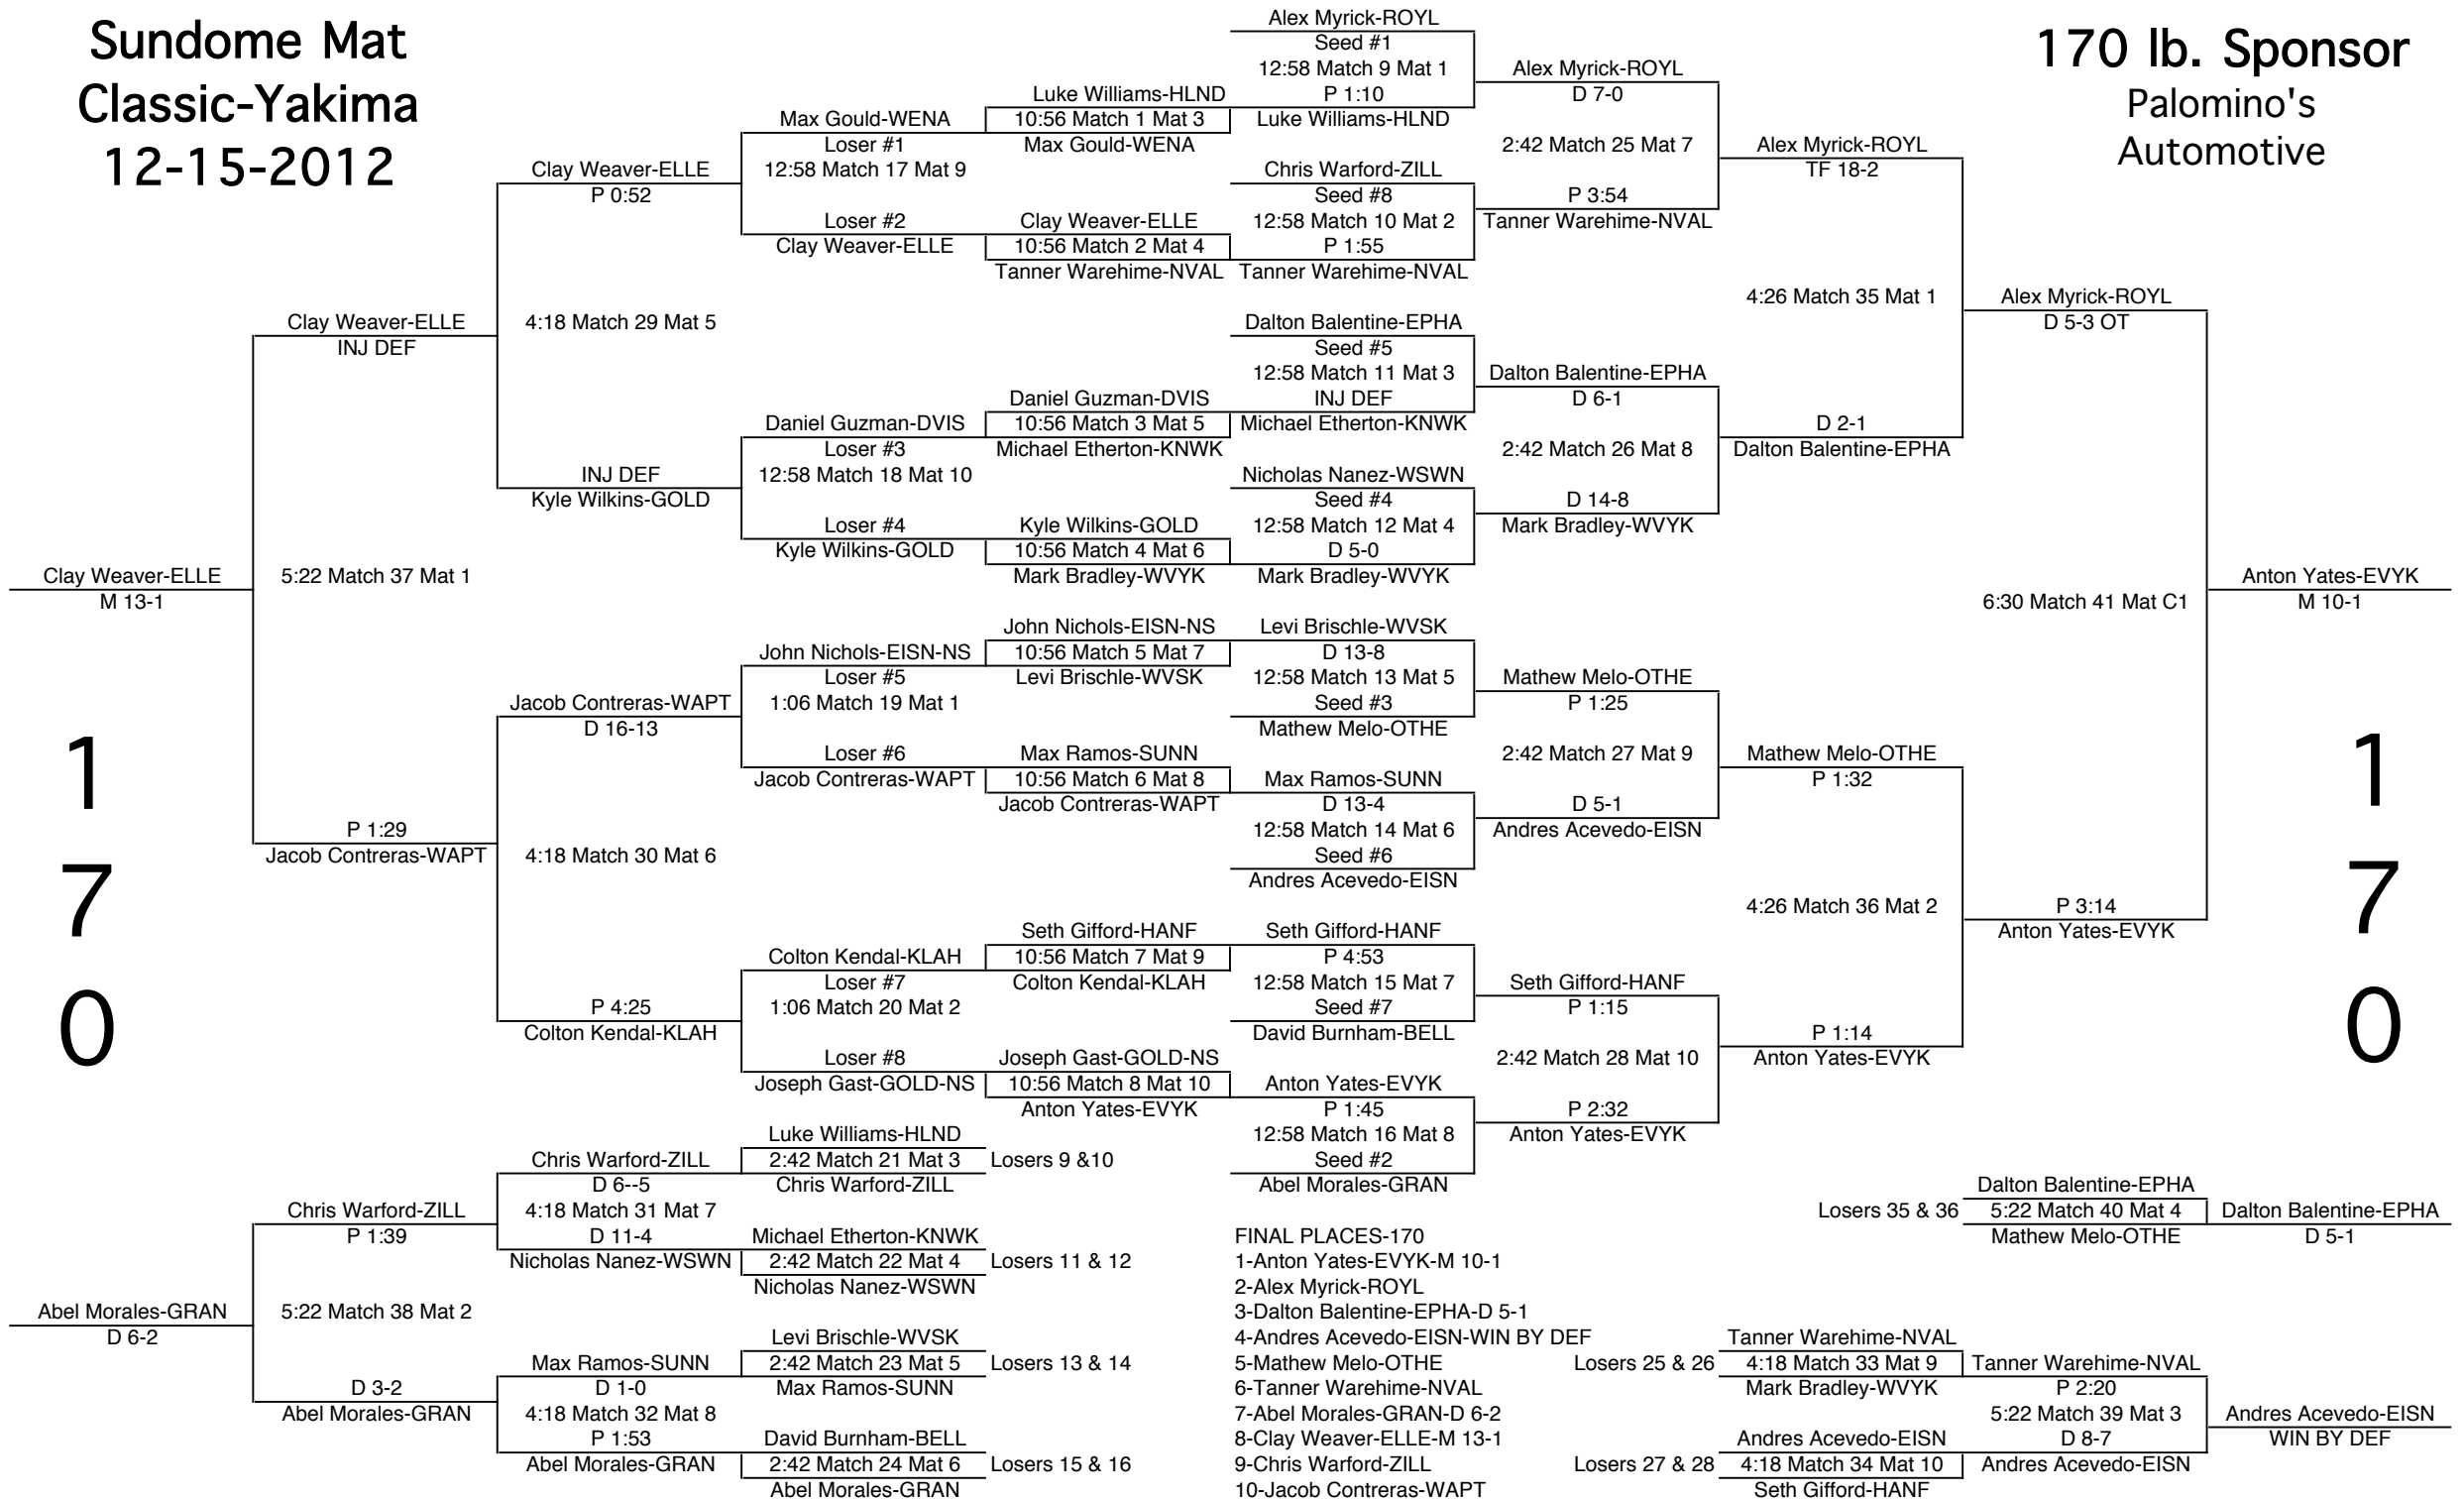 Sundome Mat
Classic-Yakima
12-15-2012
170 lb. Sponsor
Palomino's
Automotive
Clay Weaver-ELLE
M 13-1
Clay Weaver-ELLE
INJ DEF
5:22 Match 37 Mat 1
P 1:29
Jacob Contreras-WAPT
Clay Weaver-ELLE
P 0:52
4:18 Match 29 Mat 5
INJ DEF
Kyle Wilkins-GOLD
Jacob Contreras-WAPT
D 16-13
4:18 Match 30 Mat 6
P 4:25
Colton Kendal-KLAH
Max Gould-WENA
Loser #1
12:58 Match 17 Mat 9
Loser #2
Clay Weaver-ELLE
Daniel Guzman-DVIS
Loser #3
12:58 Match 18 Mat 10
Loser #4
Kyle Wilkins-GOLD
John Nichols-EISN-NS
Loser #5
1:06 Match 19 Mat 1
Loser #6
Jacob Contreras-WAPT
Colton Kendal-KLAH
Loser #7
1:06 Match 20 Mat 2
Loser #8
Joseph Gast-GOLD-NS
Luke Williams-HLND
10:56 Match 1 Mat 3
Max Gould-WENA
Clay Weaver-ELLE
10:56 Match 2 Mat 4
Tanner Warehime-NVAL
Daniel Guzman-DVIS
10:56 Match 3 Mat 5
Michael Etherton-KNWK
Kyle Wilkins-GOLD
10:56 Match 4 Mat 6
Mark Bradley-WVYK
John Nichols-EISN-NS
10:56 Match 5 Mat 7
Levi Brischle-WVSK
Max Ramos-SUNN
10:56 Match 6 Mat 8
Jacob Contreras-WAPT
Seth Gifford-HANF
10:56 Match 7 Mat 9
Colton Kendal-KLAH
Joseph Gast-GOLD-NS
10:56 Match 8 Mat 10
Anton Yates-EVYK
Alex Myrick-ROYL
Seed #1
12:58 Match 9 Mat 1
P 1:10
Luke Williams-HLND
Chris Warford-ZILL
Seed #8
12:58 Match 10 Mat 2
P 1:55
Tanner Warehime-NVAL
Dalton Balentine-EPHA
Seed #5
12:58 Match 11 Mat 3
INJ DEF
Michael Etherton-KNWK
Nicholas Nanez-WSWN
Seed #4
12:58 Match 12 Mat 4
D 5-0
Mark Bradley-WVYK
Levi Brischle-WVSK
D 13-8
12:58 Match 13 Mat 5
Seed #3
Mathew Melo-OTHE
Max Ramos-SUNN
D 13-4
12:58 Match 14 Mat 6
Seed #6
Andres Acevedo-EISN
Seth Gifford-HANF
P 4:53
12:58 Match 15 Mat 7
Seed #7
David Burnham-BELL
Anton Yates-EVYK
P 1:45
12:58 Match 16 Mat 8
Seed #2
Abel Morales-GRAN
Alex Myrick-ROYL
D 7-0
2:42 Match 25 Mat 7
P 3:54
Tanner Warehime-NVAL
Dalton Balentine-EPHA
D 6-1
2:42 Match 26 Mat 8
D 14-8
Mark Bradley-WVYK
Mathew Melo-OTHE
P 1:25
2:42 Match 27 Mat 9
D 5-1
Andres Acevedo-EISN
Seth Gifford-HANF
P 1:15
2:42 Match 28 Mat 10
P 2:32
Anton Yates-EVYK
Alex Myrick-ROYL
TF 18-2
4:26 Match 35 Mat 1
D 2-1
Dalton Balentine-EPHA
Mathew Melo-OTHE
P 1:32
4:26 Match 36 Mat 2
P 1:14
Anton Yates-EVYK
Alex Myrick-ROYL
D 5-3 OT
6:30 Match 41 Mat C1
P 3:14
Anton Yates-EVYK
Anton Yates-EVYK
M 10-1
1
7
0
1
7
0
Abel Morales-GRAN
D 6-2
Chris Warford-ZILL
P 1:39
5:22 Match 38 Mat 2
D 3-2
Abel Morales-GRAN
Chris Warford-ZILL
D 6--5
4:18 Match 31 Mat 7
D 11-4
Nicholas Nanez-WSWN
Max Ramos-SUNN
D 1-0
4:18 Match 32 Mat 8
P 1:53
Abel Morales-GRAN
Luke Williams-HLND
2:42 Match 21 Mat 3
Losers 9 &10
Chris Warford-ZILL
Michael Etherton-KNWK
2:42 Match 22 Mat 4
Losers 11 & 12
Nicholas Nanez-WSWN
Levi Brischle-WVSK
2:42 Match 23 Mat 5
Losers 13 & 14
Max Ramos-SUNN
David Burnham-BELL
2:42 Match 24 Mat 6
Losers 15 & 16
Abel Morales-GRAN
FINAL PLACES-170
1-Anton Yates-EVYK-M 10-1
2-Alex Myrick-ROYL
3-Dalton Balentine-EPHA-D 5-1
4-Andres Acevedo-EISN-WIN BY DEF
5-Mathew Melo-OTHE
6-Tanner Warehime-NVAL
7-Abel Morales-GRAN-D 6-2
8-Clay Weaver-ELLE-M 13-1
9-Chris Warford-ZILL
10-Jacob Contreras-WAPT
Losers 35 & 36
Dalton Balentine-EPHA
5:22 Match 40 Mat 4
Mathew Melo-OTHE
Dalton Balentine-EPHA
D 5-1
Losers 25 & 26
Tanner Warehime-NVAL
4:18 Match 33 Mat 9
Mark Bradley-WVYK
Losers 27 & 28
Andres Acevedo-EISN
4:18 Match 34 Mat 10
Seth Gifford-HANF
Tanner Warehime-NVAL
P 2:20
5:22 Match 39 Mat 3
D 8-7
Andres Acevedo-EISN
Andres Acevedo-EISN
WIN BY DEF